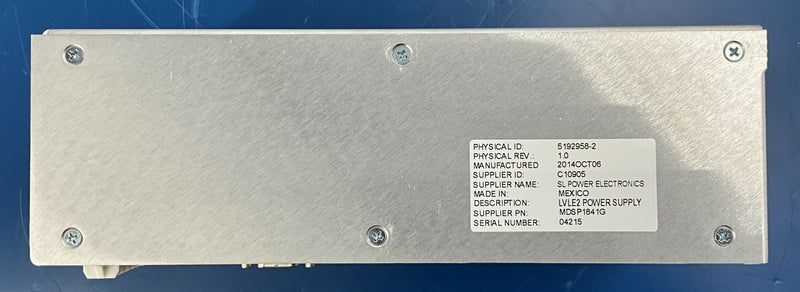 PHYSICAL ID: 5192958-2
PHYSICAL REV.: 1.0
MANUFACTURED 2014OCT06
SUPPLIER ID: C10905
SUPPLIER NAME: SL POWER ELECTRONICS
MADE IN: MEXICO
DESCRIPTION: LVLE2 POWER SUPPLY
SUPPLIER PN: MDSP1841G
SERIAL NUMBER: 04215